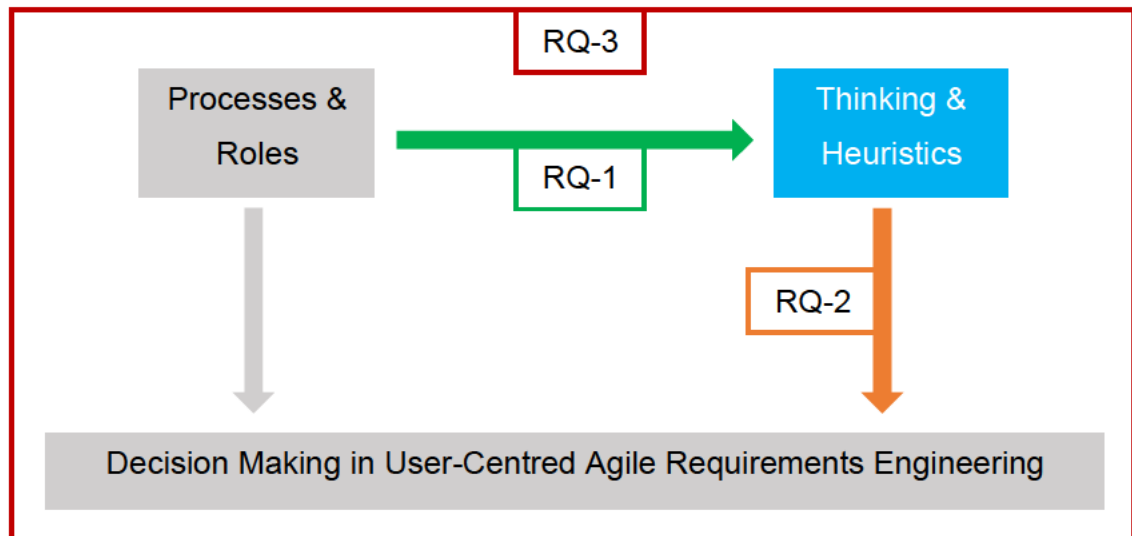 RQ-3
Processes &
Roles
Thinking &
Heuristics
RQ-1
RQ-2
Decision Making in User-Centred Agile Requirements Engineering